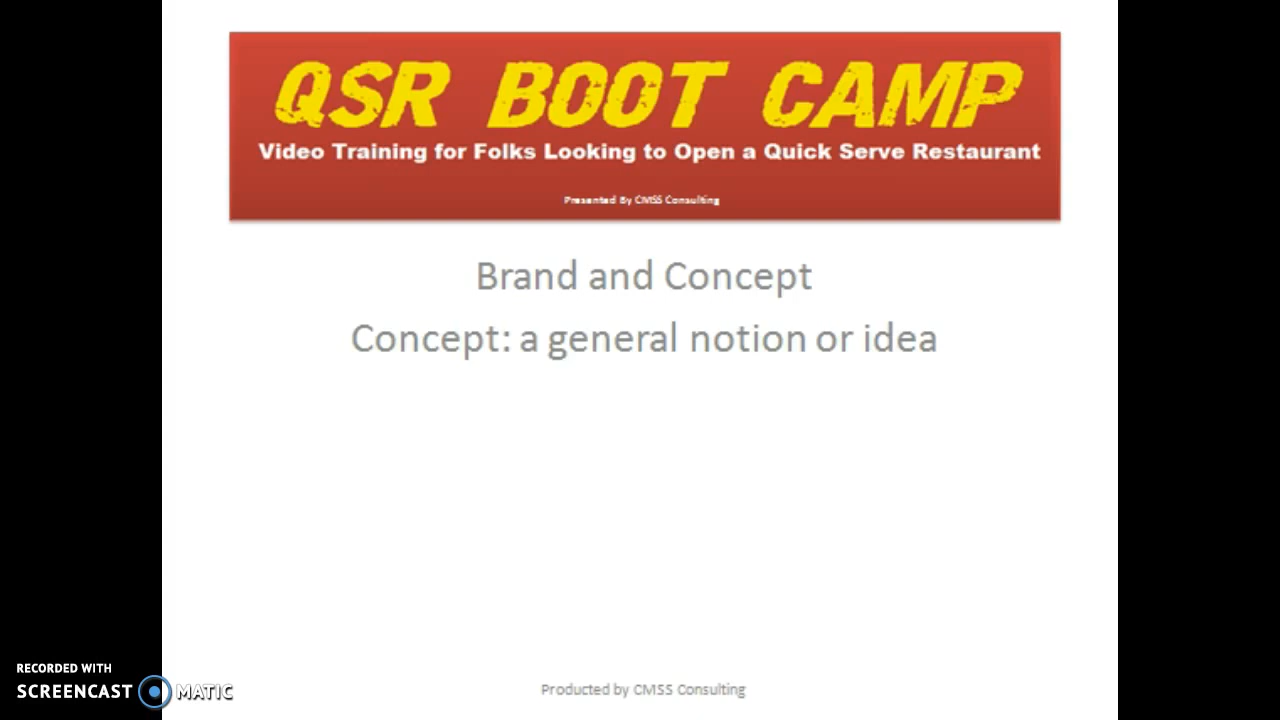 QSR BOOT CAMP
Video Training for Folks Looking to Open a Quick Serve Restaurant
Presented By CMSS Consulting
Brand and Concept
Concept: a general notion or idea
Producted by CMSS Consulting
RECORDED WITH
SCREENCAST MATIC